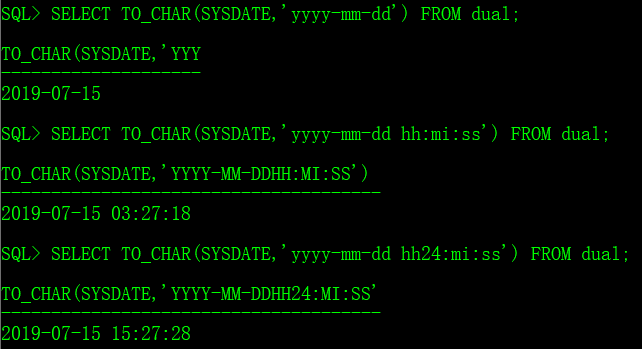 SQL> SELECT TO_CHAR(SYSDATE,'yyyy-mm-dd') FROM dual;
TO_CHAR(SYSDATE,'YYY
--------------------
2019-07-15
SQL> SELECT TO_CHAR(SYSDATE,'yyyy-mm-dd hh:mi:ss') FROM dual;
TO_CHAR(SYSDATE,'YYYY-MM-DDHH:MI:SS')
--------------------------------------
2019-07-15 03:27:18
SQL> SELECT TO_CHAR(SYSDATE,'yyyy-mm-dd hh24:mi:ss') FROM dual;
TO_CHAR(SYSDATE,'YYYY-MM-DDHH24:MI:SS'
--------------------------------------
2019-07-15 15:27:28